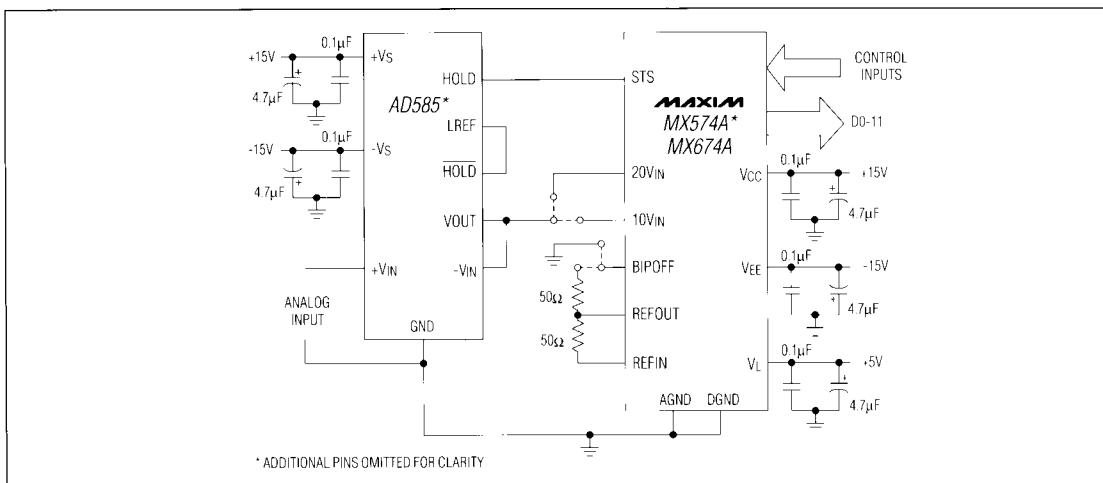 +15V
0.1µF
+VS
4.7µF
-15V
0.1µF
-VS
4.7µF
AD585*
HOLD
LREF
HOLD
VOUT
-VIN
+VIN
ANALOG
INPUT
GND
STS
MAXIM
MX574A*
MX674A
20VIN
10VIN
BIPOFF
50Ω
REFOUT
50Ω
REFIN
AGND
DGND
CONTROL
INPUTS
D0-11
VCC
0.1µF
+15V
4.7µF
VEE
0.1µF
-15V
4.7µF
VL
0.1µF
+5V
4.7µF
* ADDITIONAL PINS OMITTED FOR CLARITY